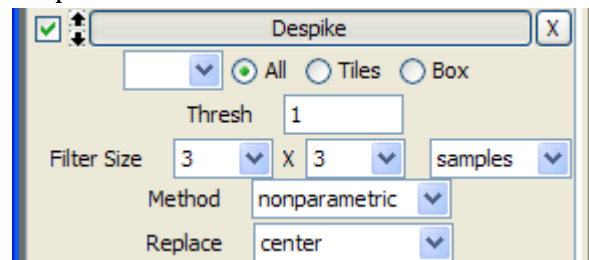 Despike X
All Tiles Box
Thresh 1
Filter Size 3 X 3 samples
Method nonparametric
Replace center